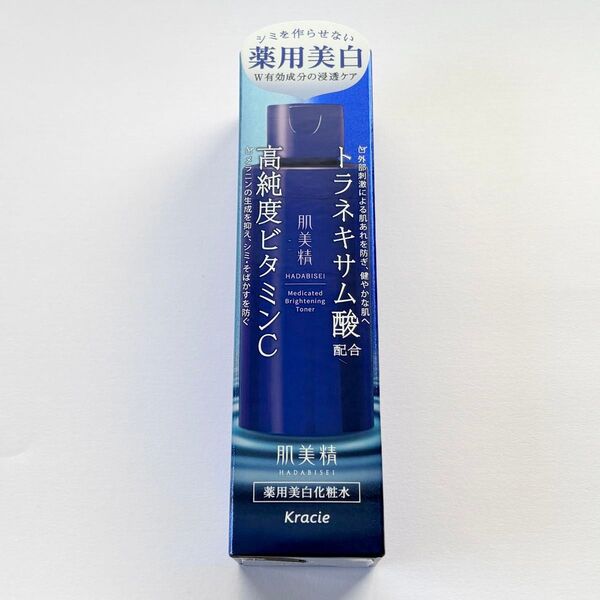 シミを作らせない
薬用美白
W有効成分の浸透ケア
トラネキサム酸
配合
外部刺激による肌あれを防ぎ、健やかな肌へ
高純度ビタミンC
メラニンの生成を抑え、シミ・そばかすを防ぐ
肌美精
HADABISEI
Medicated
Brightening
Toner
肌美精
HADABISEI
薬用美白化粧水
Kracie